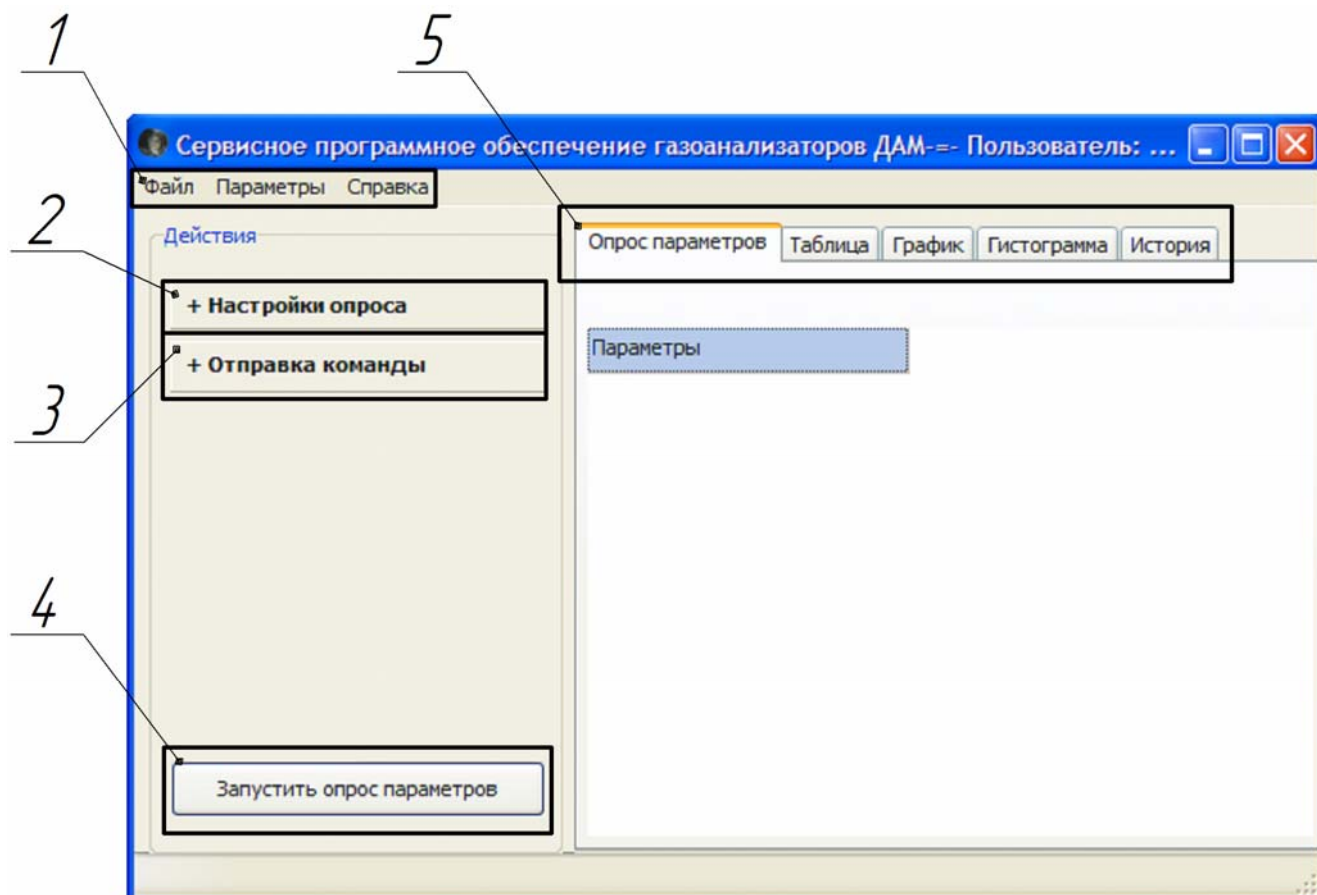 1
5
Сервисное программное обеспечение газоанализаторов ДАМ-=- Пользователь: ...
Файл Параметры Справка
2
Действия
Опрос параметров Таблица График Гистограмма История
+ Настройки опроса
Параметры
+ Отправка команды
3
4
Запустить опрос параметров